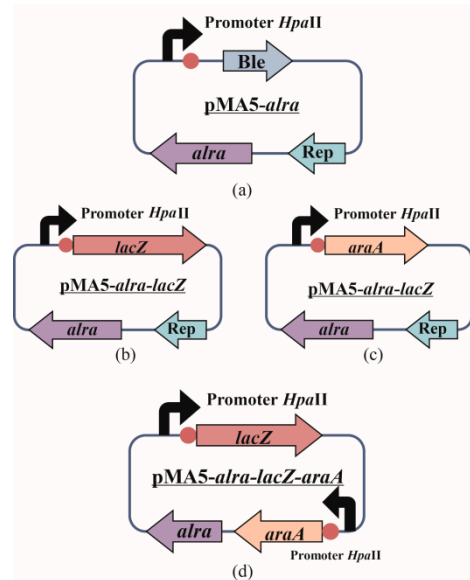 Promoter HpaII
Ble
pMA5-alra
alra
Rep
(a)
Promoter HpaII
lacZ
pMA5-alra-lacZ
alra
Rep
(b)
Promoter HpaII
araA
pMA5-alra-lacZ
alra
Rep
(c)
Promoter HpaII
lacZ
pMA5-alra-lacZ-araA
alra
araA
Promoter HpaII
(d)